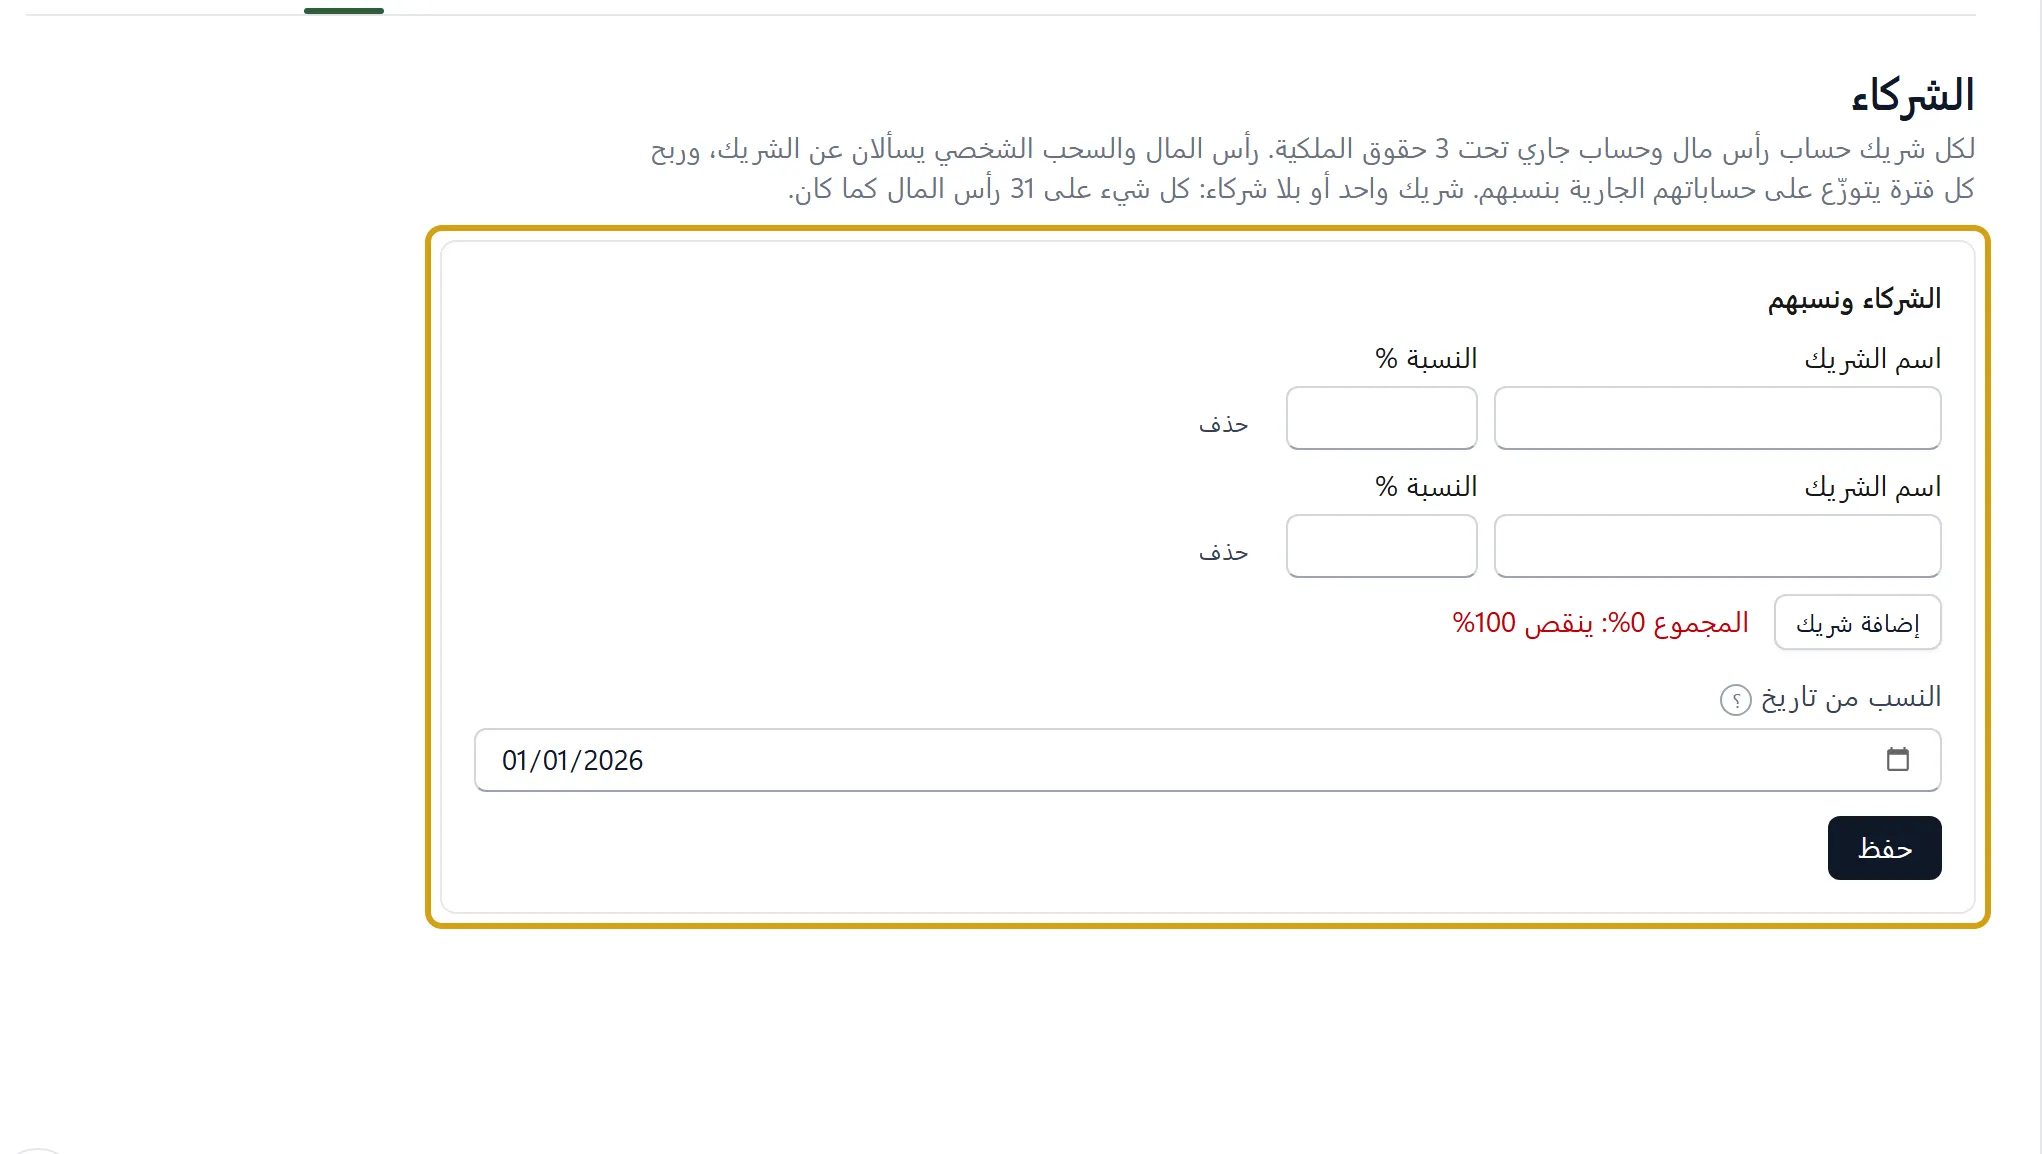 الشركاء
لكل شريك حساب رأس مال وحساب جاري تحت 3 حقوق الملكية. رأس المال والسحب الشخصي يسألان عن الشريك، وربح
كل فترة يتوزّع على حساباتهم الجارية بنسبهم. شريك واحد أو بلا شركاء: كل شيء على 31 رأس المال كما كان.
الشركاء ونسبهم
اسم الشريك النسبة %
حذف
اسم الشريك النسبة %
حذف
إضافة شريك المجموع 0%: ينقص 100%
النسب من تاريخ ؟
01/01/2026
حفظ